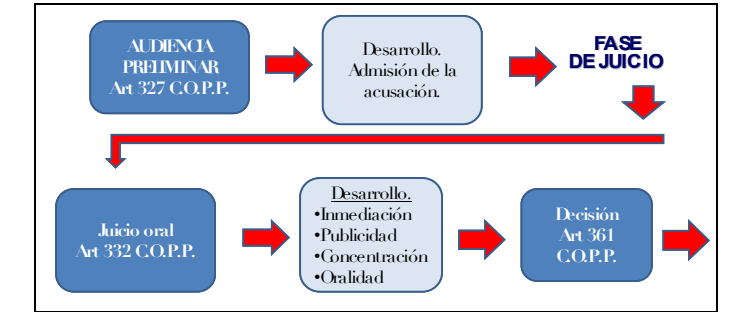 AUDIENCIA
PRELIMINAR
Art 327 C.O.P.P.
Desarrollo.
Admisión de la
acusación.
FASE
DE JUICIO
Juicio oral
Art 332 C.O.P.P.
Desarrollo.
•Inmediación
•Publicidad
•Concentración
•Oralidad
Decisión
Art 361
C.O.P.P.